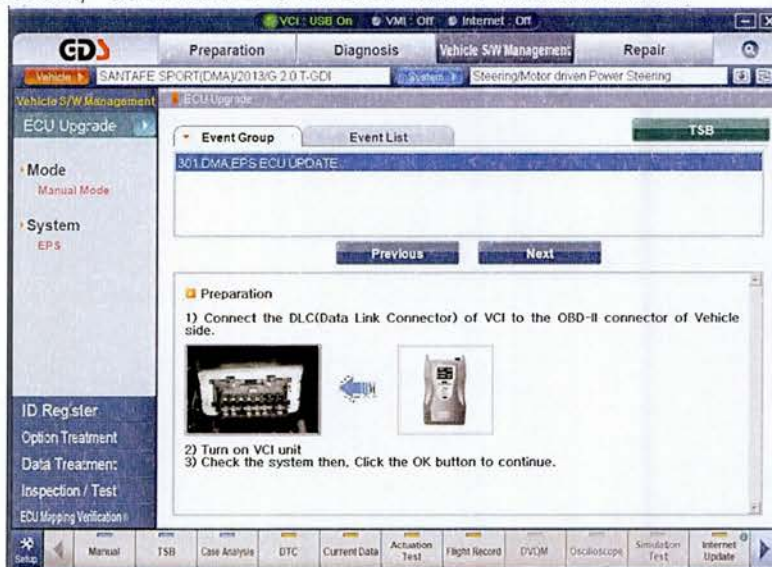 VCI : USB On VMI : Off Internet : Off
GDS Preparation Diagnosis Vehicle S/W Management Repair
Vehicle SANTAFE SPORT(DMA)/2013/G 2.0 T-GDI System Steering/Motor driven Power Steering
Vehicle S/W Management ECU Upgrade
ECU Upgrade
Event Group Event List TSB
301.DMA EPS ECU UPDATE
Mode
Manual Mode
System
EPS
Previous Next
Preparation
1) Connect the DLC(Data Link Connector) of VCI to the OBD-II connector of Vehicle
side.
2) Turn on VCI unit
3) Check the system then, Click the OK button to continue.
ID Register
Option Treatment
Data Treatment
Inspection / Test
ECU Mapping Verification
Setup Manual TSB Case Analysis DTC Current Data Actuation Test Flight Record DVOM Oscilloscope Simulation Test Internet Update